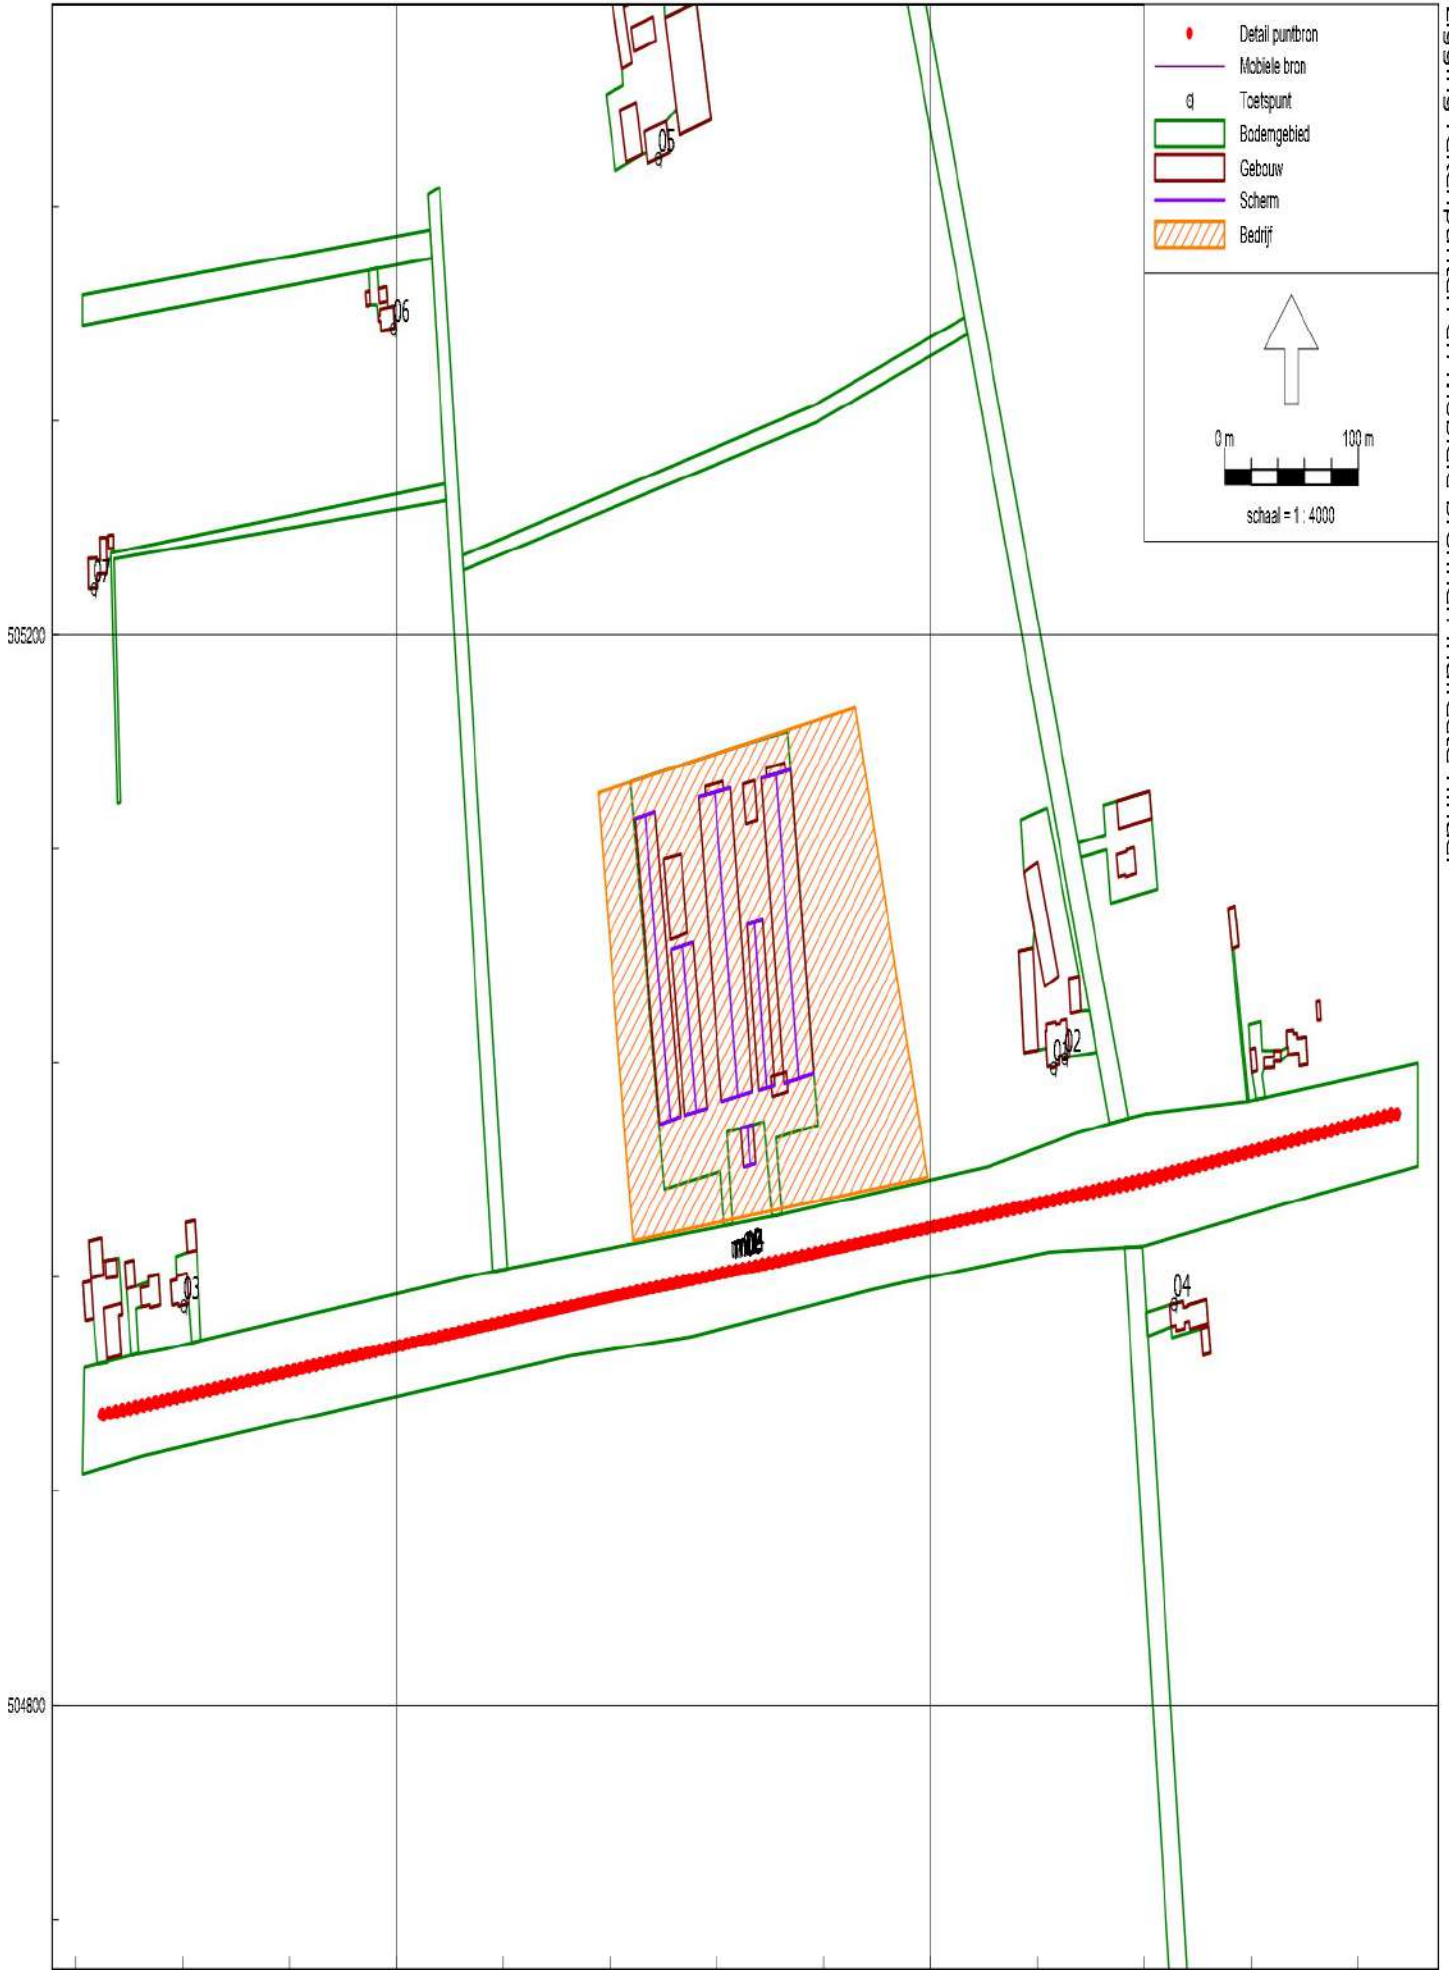 Detail puntbron
Mobiele bron
Toetspunt
Bodemgebied
Gebouw
Scherm
Bedrijf
0 m 100 m
schaal = 1 : 4000
05
06
07
505200
01 02
03
04
504800